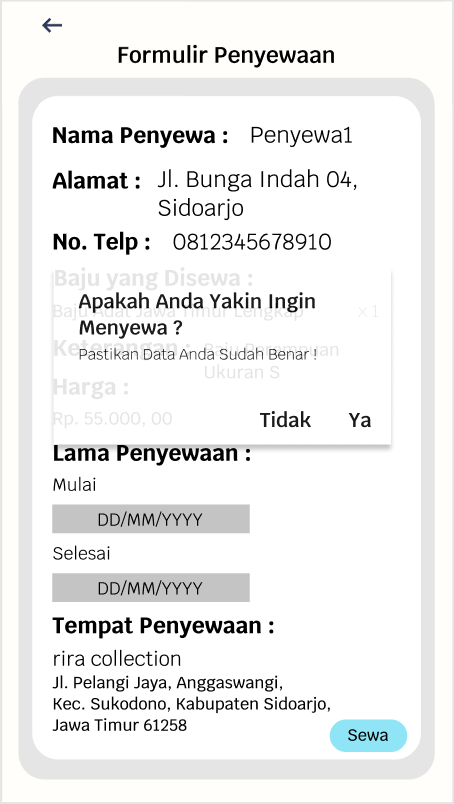 Formulir Penyewaan
Nama Penyewa : Penyewa1
Alamat : Jl. Bunga Indah 04,
Sidoarjo
No. Telp : 0812345678910
Baju yang Disewa :
Baju Adat Jawa Timur Lengkap x 1
Apakah Anda Yakin Ingin
Menyewa ?
Keterangan : Baju Perempuan
Ukuran S
Pastikan Data Anda Sudah Benar !
Harga :
Rp. 55.000, 00
Tidak Ya
Lama Penyewaan :
Mulai
DD/MM/YYYY
Selesai
DD/MM/YYYY
Tempat Penyewaan :
rira collection
Jl. Pelangi Jaya, Anggaswangi,
Kec. Sukodono, Kabupaten Sidoarjo,
Jawa Timur 61258
Sewa